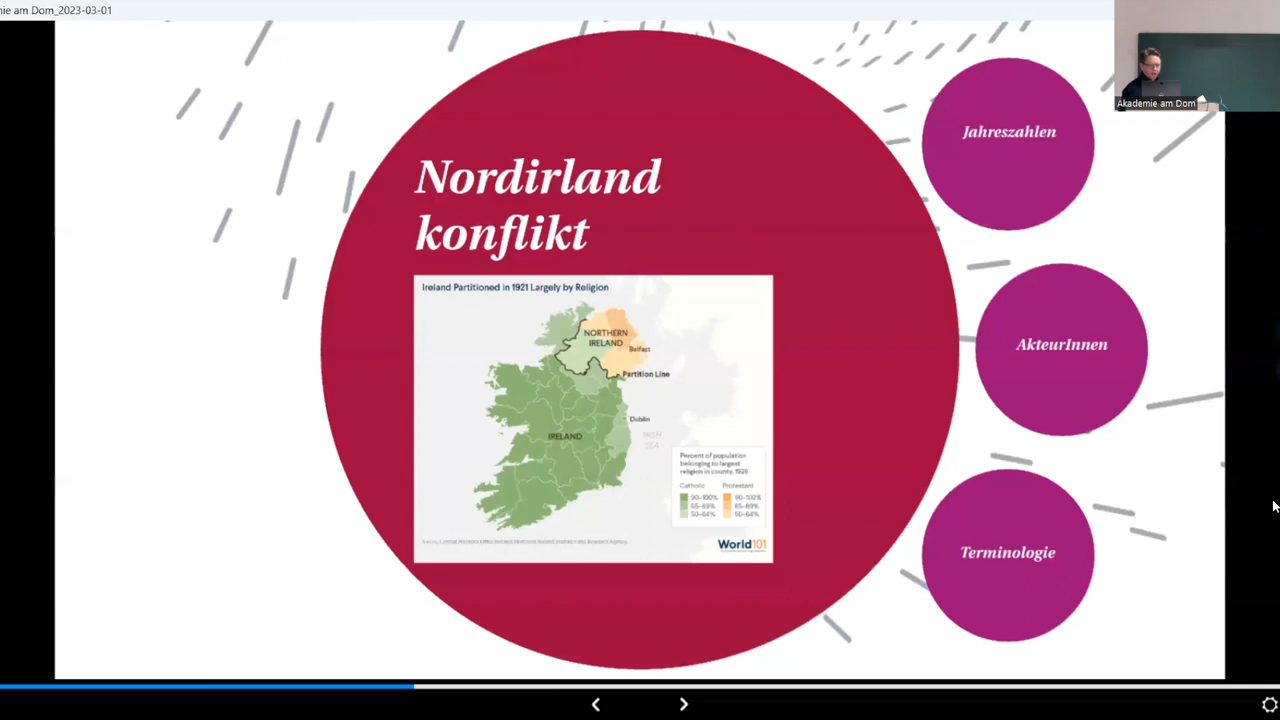 nie am Dom_2023-03-01
Akademie am Dom
Nordirland
konflikt
Jahreszahlen
AkteurInnen
Terminologie
Ireland Partitioned in 1921 Largely by Religion
NORTHERN
IRELAND
Belfast
Partition Line
Dublin
IRELAND
IRISH
SEA
Percent of population
belonging to largest
religion in county, 1926
Catholic Protestant
90–100% 90–100%
65–89% 65–89%
50–64% 50–64%
World101